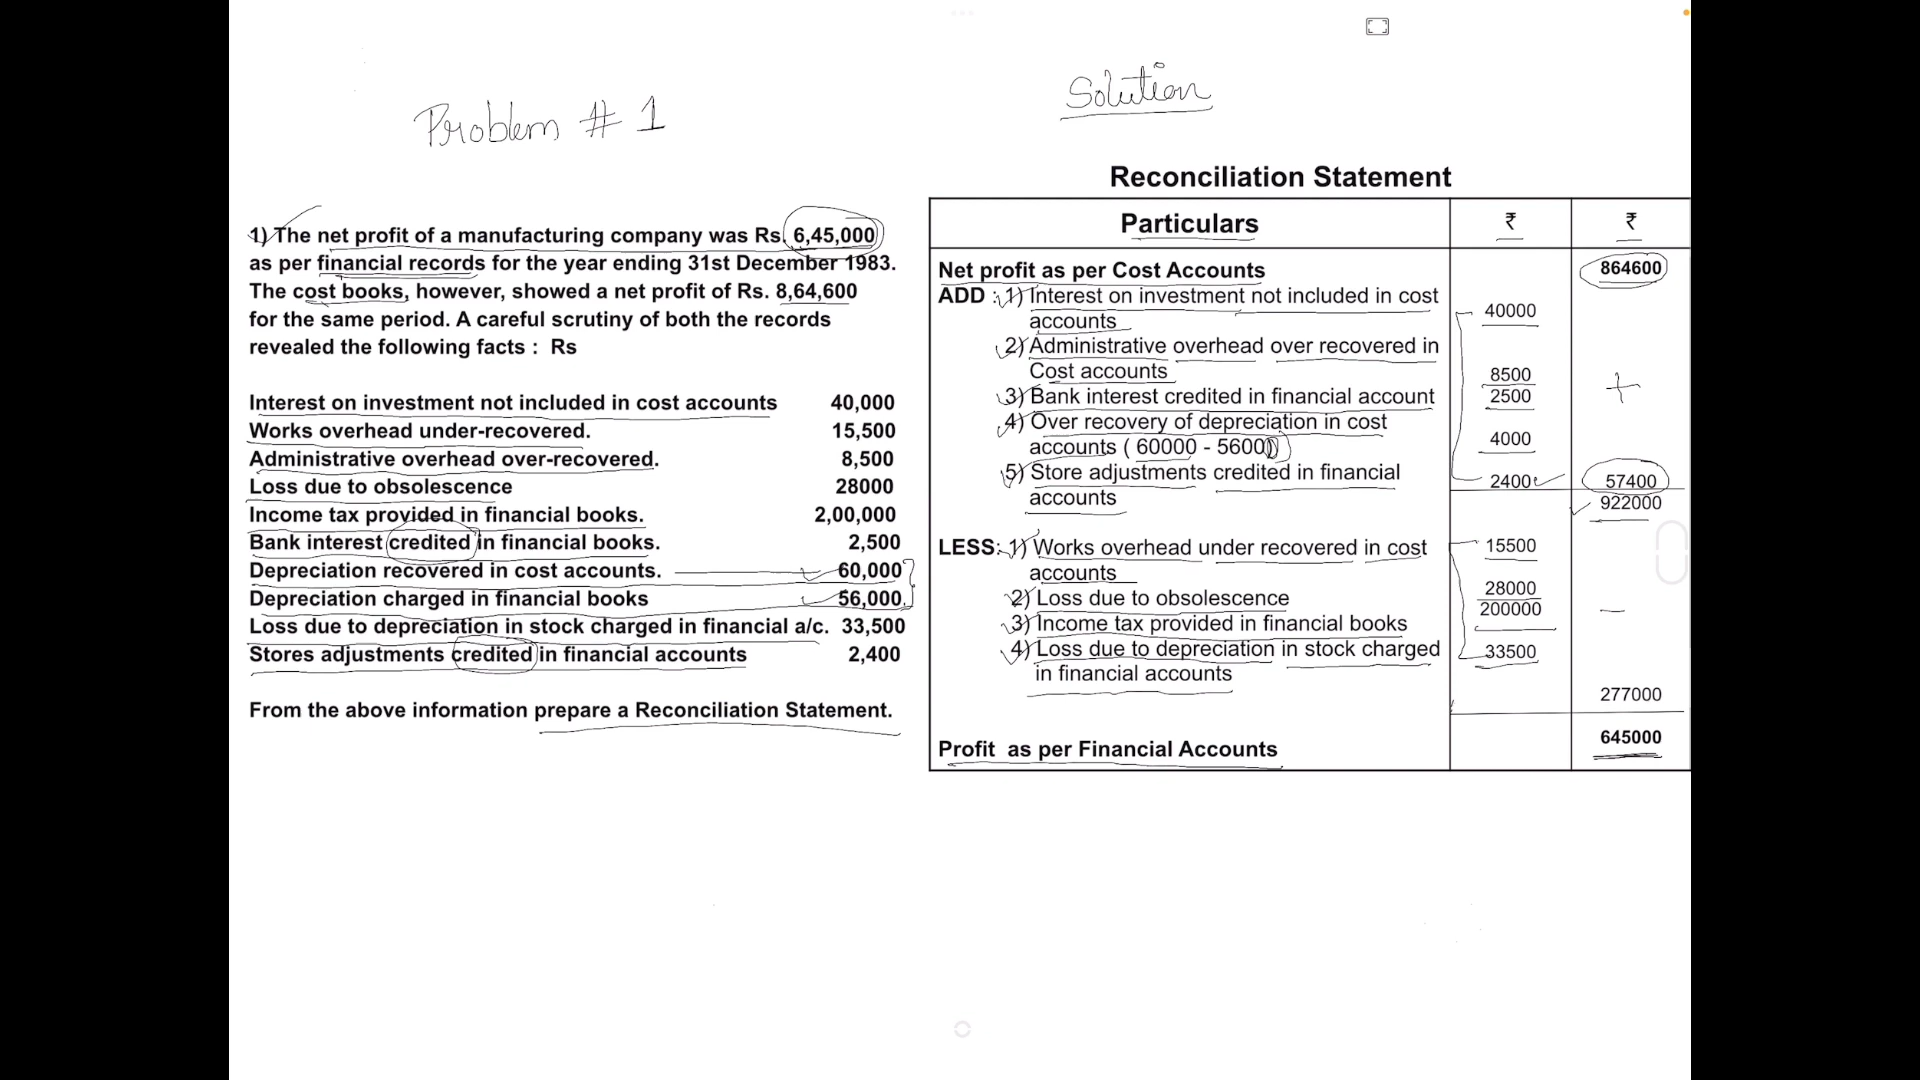 Problem # 1
1) The net profit of a manufacturing company was Rs. 6,45,000
as per financial records for the year ending 31st December 1983.
The cost books, however, showed a net profit of Rs. 8,64,600
for the same period. A careful scrutiny of both the records
revealed the following facts : Rs
Interest on investment not included in cost accounts 40,000
Works overhead under-recovered. 15,500
Administrative overhead over-recovered. 8,500
Loss due to obsolescence 28000
Income tax provided in financial books. 2,00,000
Bank interest credited in financial books. 2,500
Depreciation recovered in cost accounts. 60,000
Depreciation charged in financial books 56,000.
Loss due to depreciation in stock charged in financial a/c. 33,500
Stores adjustments credited in financial accounts 2,400
From the above information prepare a Reconciliation Statement.
Solution
Reconciliation Statement
Particulars ₹ ₹
Net profit as per Cost Accounts 864600
ADD : 1) Interest on investment not included in cost
accounts 40000
2) Administrative overhead over recovered in
Cost accounts 8500
3) Bank interest credited in financial account 2500
+
4) Over recovery of depreciation in cost
accounts ( 60000 - 56000) 4000
5) Store adjustments credited in financial
accounts 2400 57400
922000
LESS: 1) Works overhead under recovered in cost
accounts 15500
2) Loss due to obsolescence 28000
3) Income tax provided in financial books 200000
-
4) Loss due to depreciation in stock charged
in financial accounts 33500
277000
Profit as per Financial Accounts 645000